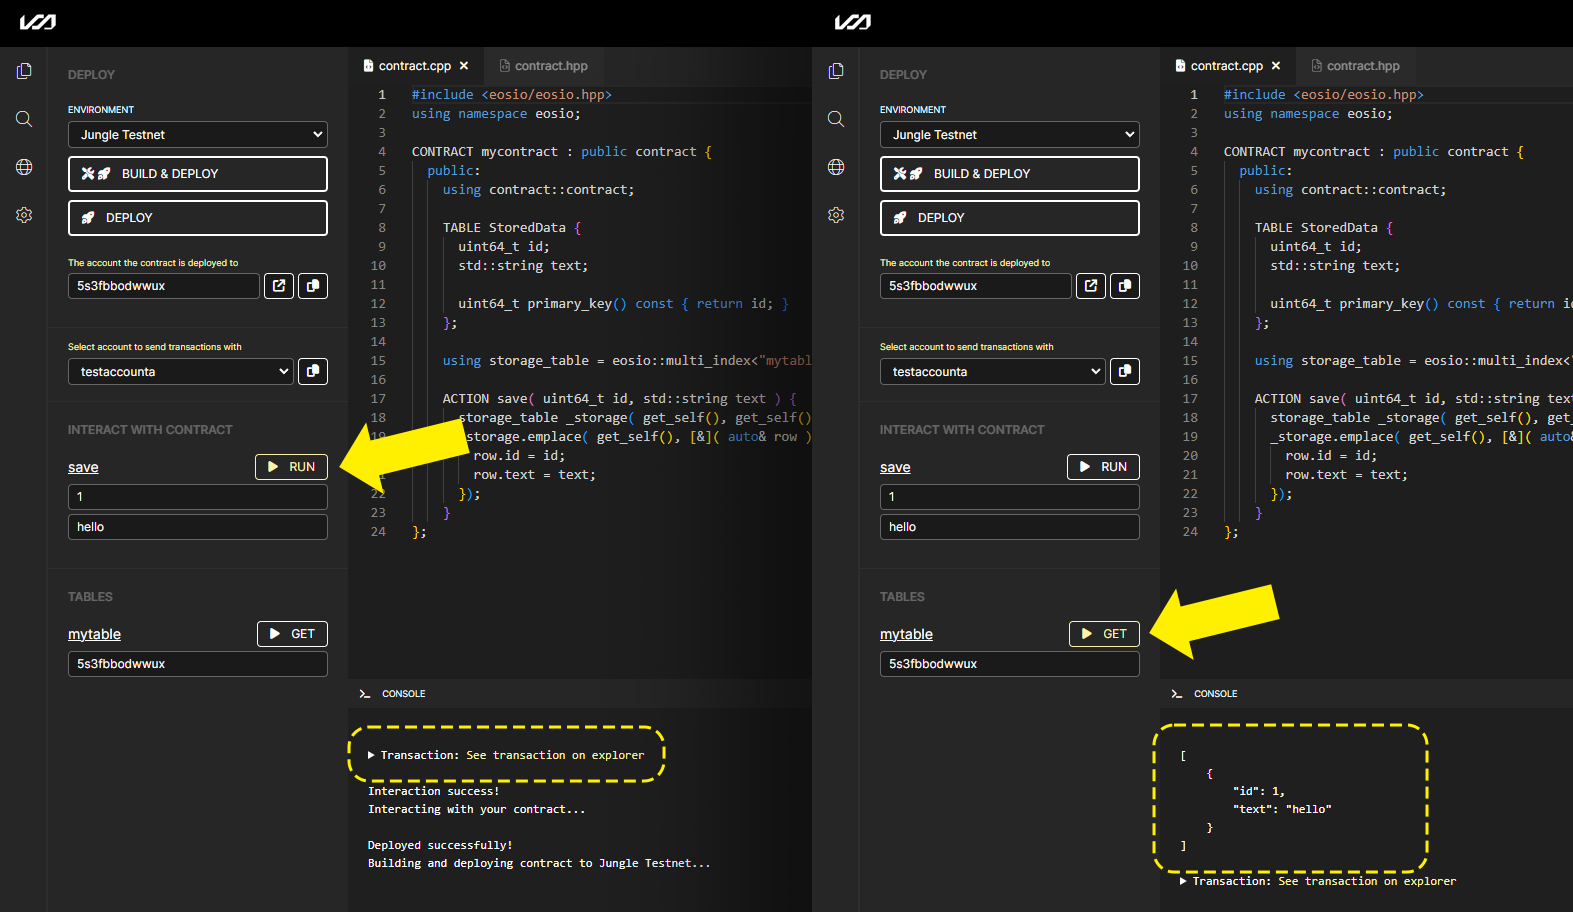 DEPLOY
ENVIRONMENT
Jungle Testnet
BUILD & DEPLOY
DEPLOY
The account the contract is deployed to
5s3fbbodwwux
Select account to send transactions with
testaccounta
INTERACT WITH CONTRACT
save
RUN
1
hello
TABLES
mytable
GET
5s3fbbodwwux
contract.cpp
contract.hpp
1 #include <eosio/eosio.hpp>
2 using namespace eosio;
3
4 CONTRACT mycontract : public contract {
5 public:
6 using contract::contract;
7
8 TABLE StoredData {
9 uint64_t id;
10 std::string text;
11
12 uint64_t primary_key() const { return id; }
13 };
14
15 using storage_table = eosio::multi_index<"mytabl
16
17 ACTION save( uint64_t id, std::string text ) {
18 storage_table _storage( get_self(), get_self()
storage.emplace( get_self(), [&]( auto& row )
row.id = id;
row.text = text;
22 });
23 }
24 };
CONSOLE
Transaction: See transaction on explorer
Interaction success!
Interacting with your contract...
Deployed successfully!
Building and deploying contract to Jungle Testnet...
DEPLOY
ENVIRONMENT
Jungle Testnet
BUILD & DEPLOY
DEPLOY
The account the contract is deployed to
5s3fbbodwwux
Select account to send transactions with
testaccounta
INTERACT WITH CONTRACT
save
RUN
1
hello
TABLES
mytable
GET
5s3fbbodwwux
contract.cpp
contract.hpp
1 #include <eosio/eosio.hpp>
2 using namespace eosio;
3
4 CONTRACT mycontract : public contract {
5 public:
6 using contract::contract;
7
8 TABLE StoredData {
9 uint64_t id;
10 std::string text;
11
12 uint64_t primary_key() const { return i
13 };
14
15 using storage_table = eosio::multi_index<
16
17 ACTION save( uint64_t id, std::string tex
18 storage_table _storage( get_self(), get_
19 _storage.emplace( get_self(), [&]( auto&
20 row.id = id;
21 row.text = text;
22 });
23 }
24 };
CONSOLE
[
{
"id": 1,
"text": "hello"
}
]
Transaction: See transaction on explorer